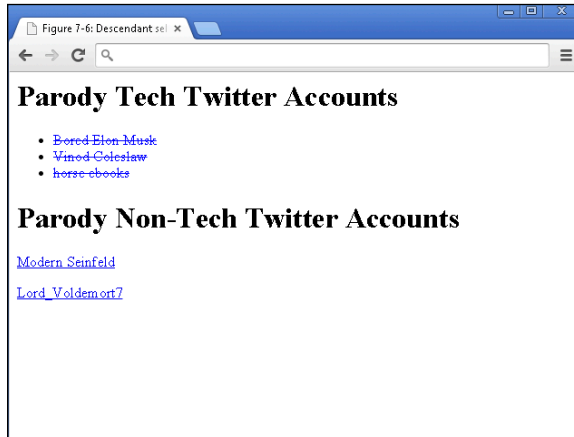 Figure 7-6: Descendant sel
Parody Tech Twitter Accounts
Bored Elon Musk
Vinod Coleslaw
horse ebooks
Parody Non-Tech Twitter Accounts
Modern Seinfeld
Lord_Voldemort7